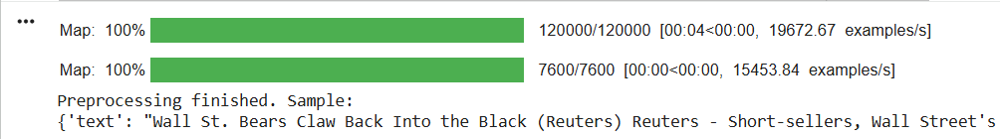 Map: 100% 120000/120000 [00:04<00:00, 19672.67 examples/s]
Map: 100% 7600/7600 [00:00<00:00, 15453.84 examples/s]
Preprocessing finished. Sample:
{'text': "Wall St. Bears Claw Back Into the Black (Reuters) Reuters - Short-sellers, Wall Street's